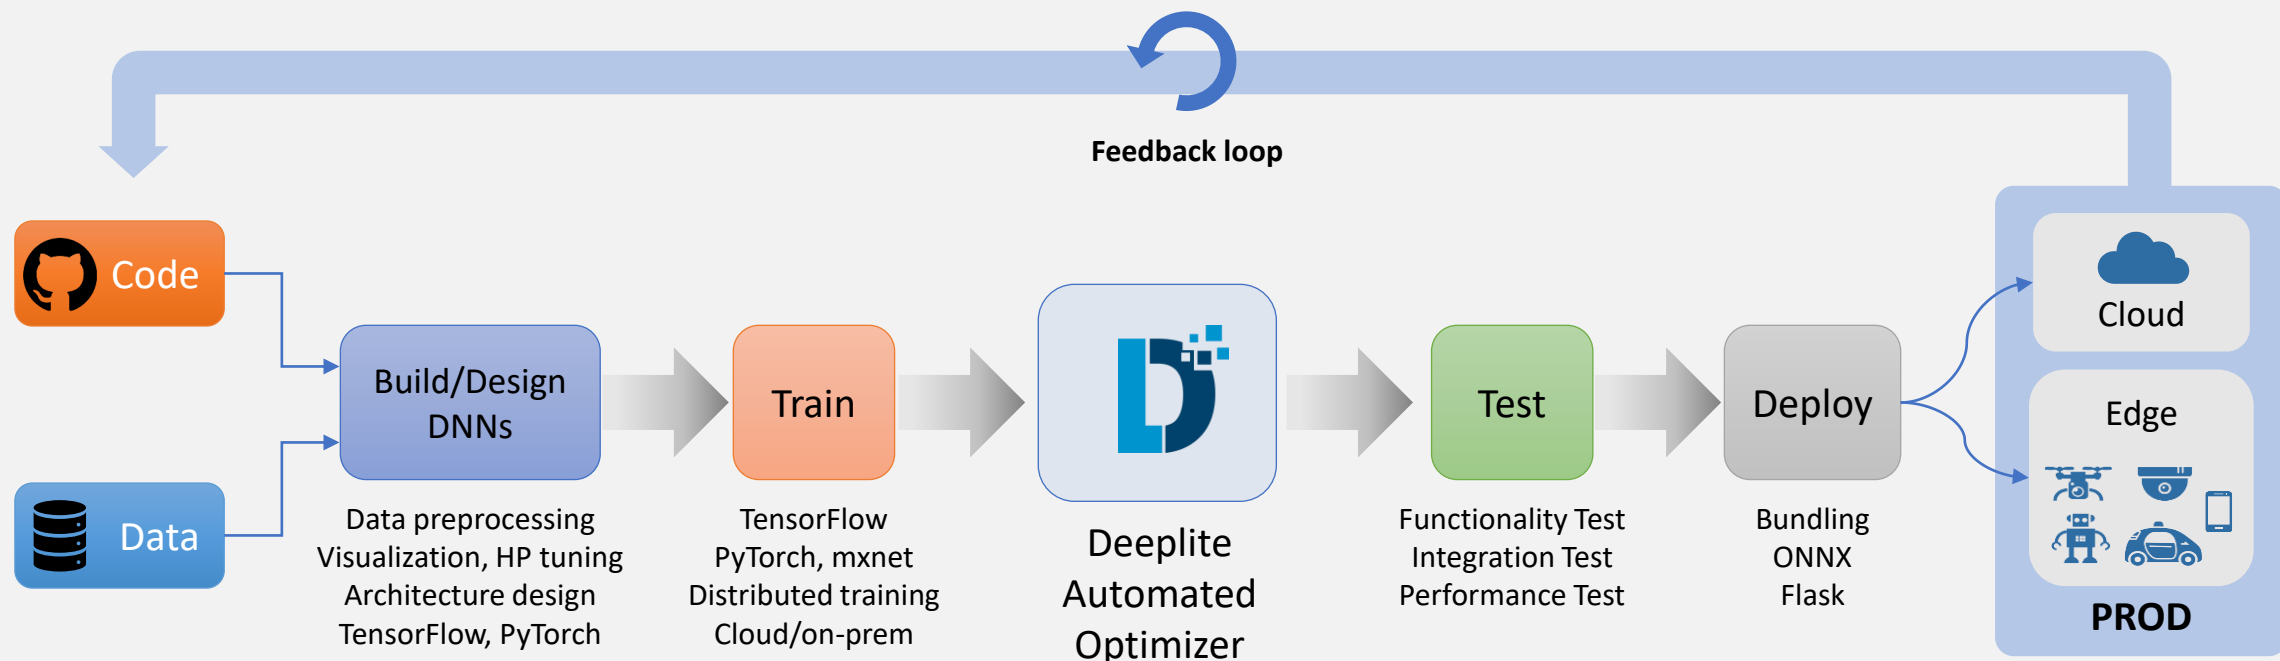 Feedback loop
Code
Data
Build/Design
DNNs
Data preprocessing
Visualization, HP tuning
Architecture design
TensorFlow, PyTorch
Train
TensorFlow
PyTorch, mxnet
Distributed training
Cloud/on-prem
Deeplite
Automated
Optimizer
Test
Functionality Test
Integration Test
Performance Test
Deploy
Bundling
ONNX
Flask
Cloud
Edge
PROD